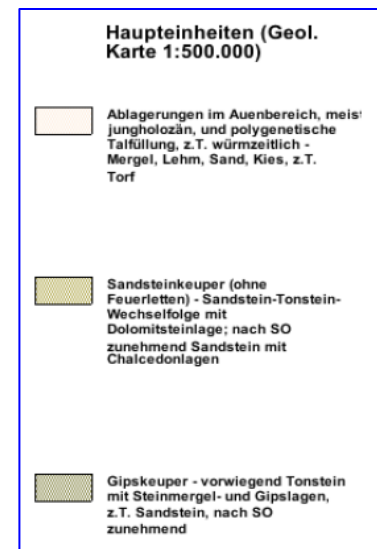 Haupteinheiten (Geol.
Karte 1:500.000)
Ablagerungen im Auenbereich, meist
jungholozän, und polygenetische
Talfüllung, z.T. würmzeitlich -
Mergel, Lehm, Sand, Kies, z.T.
Torf
Sandsteinkeuper (ohne
Feuerletten) - Sandstein-Tonstein-
Wechselfolge mit
Dolomitsteinlage; nach SO
zunehmend Sandstein mit
Chalcedonlagen
Gipskeuper - vorwiegend Tonstein
mit Steinmergel- und Gipslagen,
z.T. Sandstein, nach SO
zunehmend